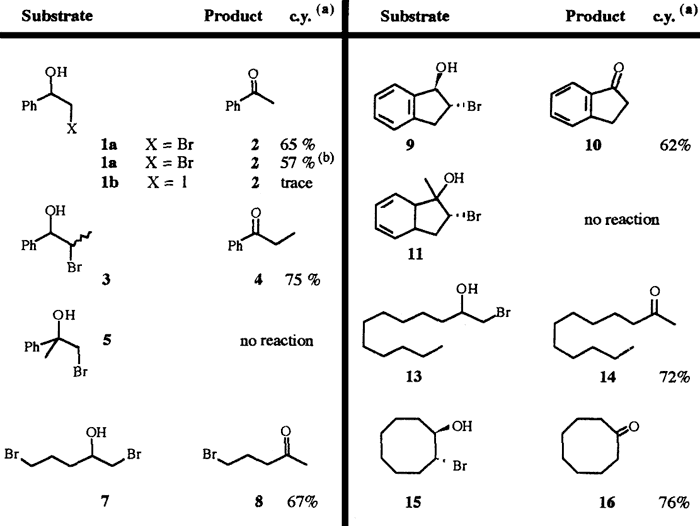 Substrate Product c.y. (a)
OH
O
Ph
Ph
X
1a X = Br 2 65 %
1a X = Br 2 57 % (b)
1b X = I 2 trace
OH
O
Ph
Ph
Br
3 4 75 %
OH
Ph 5 no reaction
Br
OH
O
Br Br Br
7 8 67%
Substrate Product c.y. (a)
OH
O
Br
9 10 62%
OH
Br
no reaction
11
OH
O
Br
13 14 72%
OH
O
Br
15 16 76%